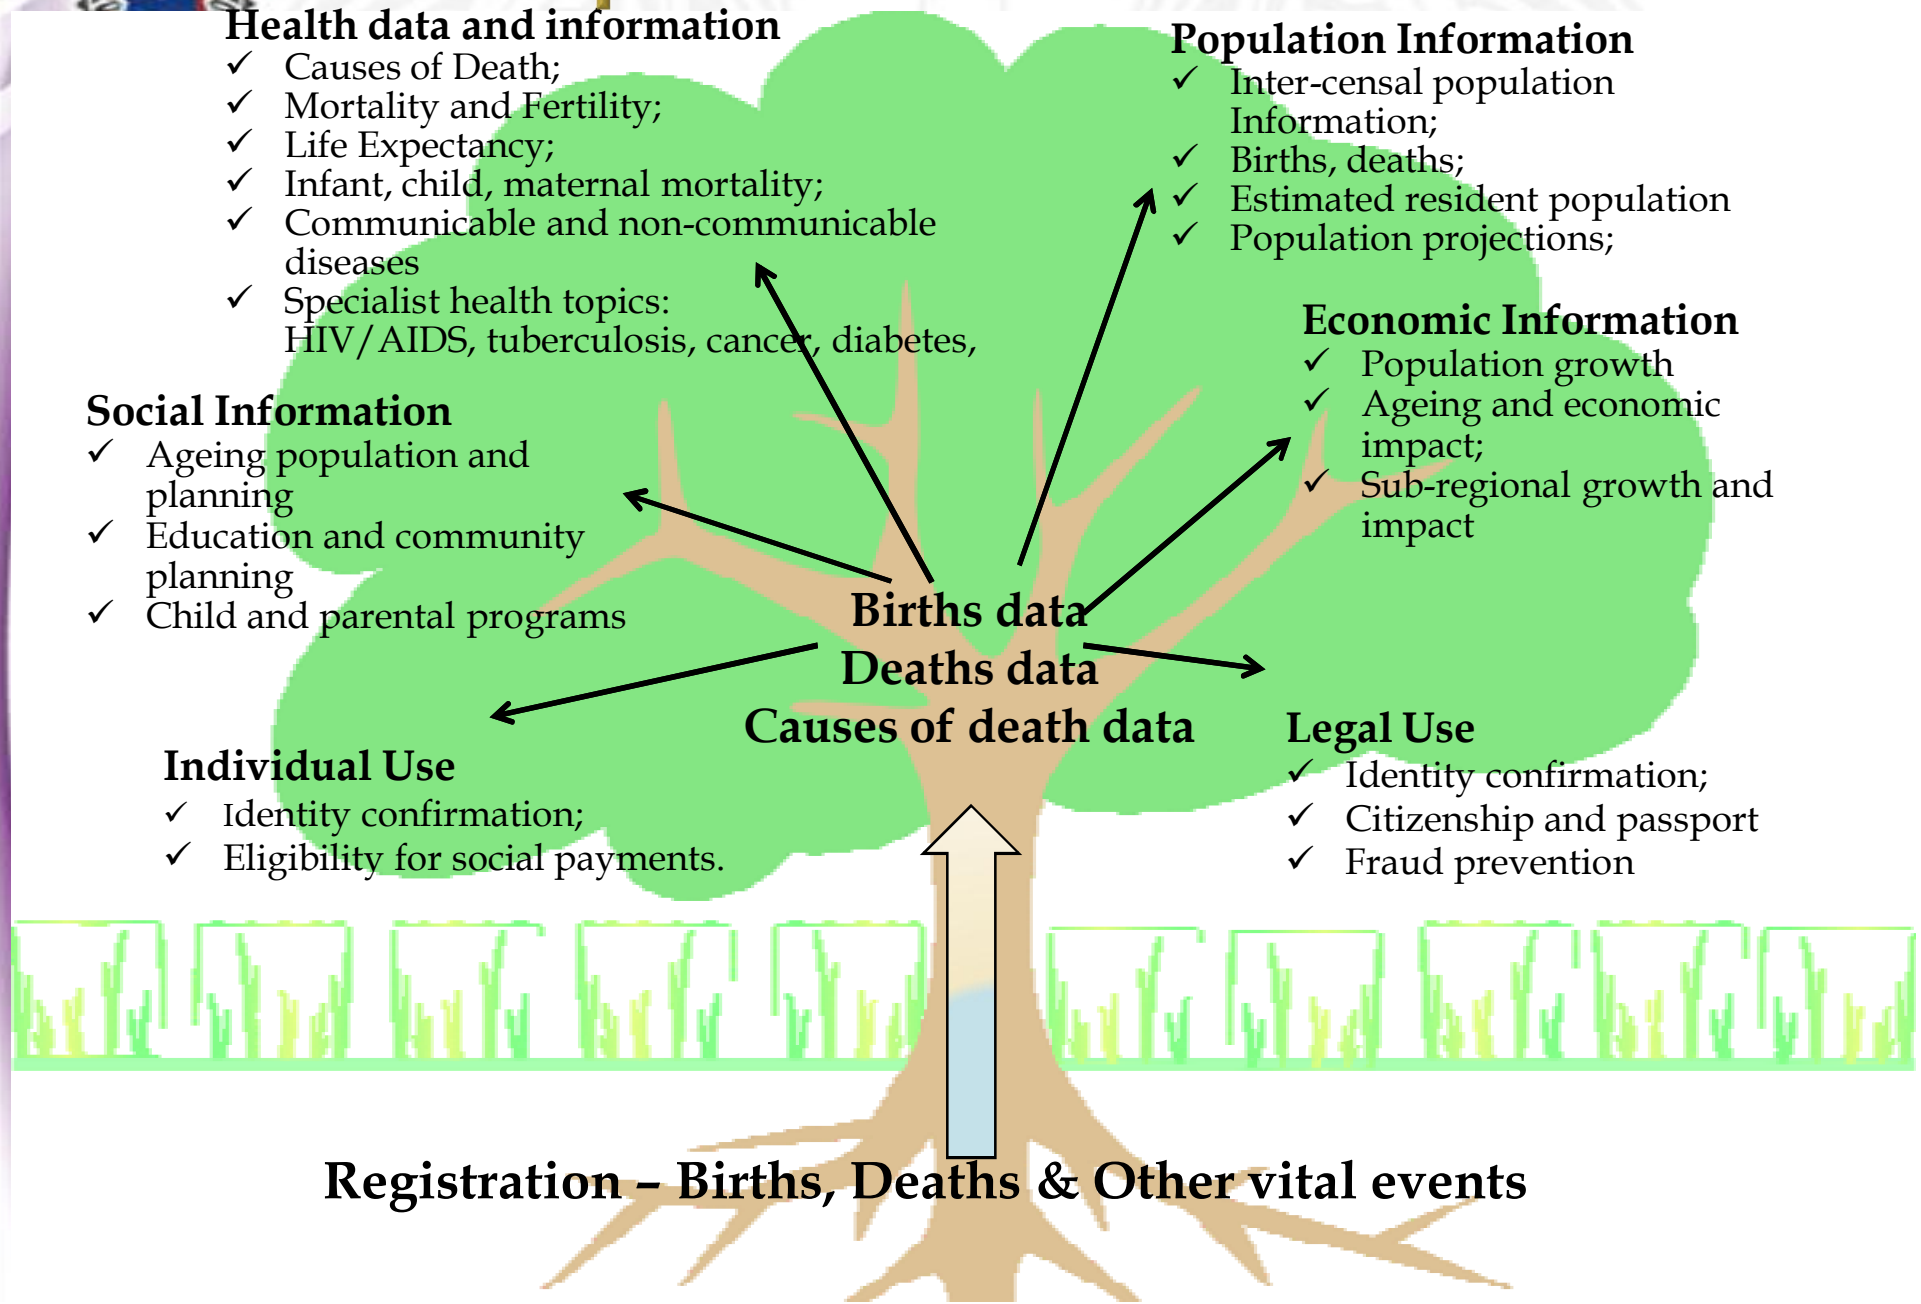 Health data and information
✓ Causes of Death;
✓ Mortality and Fertility;
✓ Life Expectancy;
✓ Infant, child, maternal mortality;
✓ Communicable and non-communicable
diseases
✓ Specialist health topics:
HIV/AIDS, tuberculosis, cancer, diabetes,
Population Information
✓ Inter-censal population
Information;
✓ Births, deaths;
✓ Estimated resident population
✓ Population projections;
Economic Information
✓ Population growth
✓ Ageing and economic
impact;
✓ Sub-regional growth and
impact
Social Information
✓ Ageing population and
planning
✓ Education and community
planning
✓ Child and parental programs
Births data
Deaths data
Causes of death data
Individual Use
✓ Identity confirmation;
✓ Eligibility for social payments.
Legal Use
✓ Identity confirmation;
✓ Citizenship and passport
✓ Fraud prevention
Registration – Births, Deaths & Other vital events